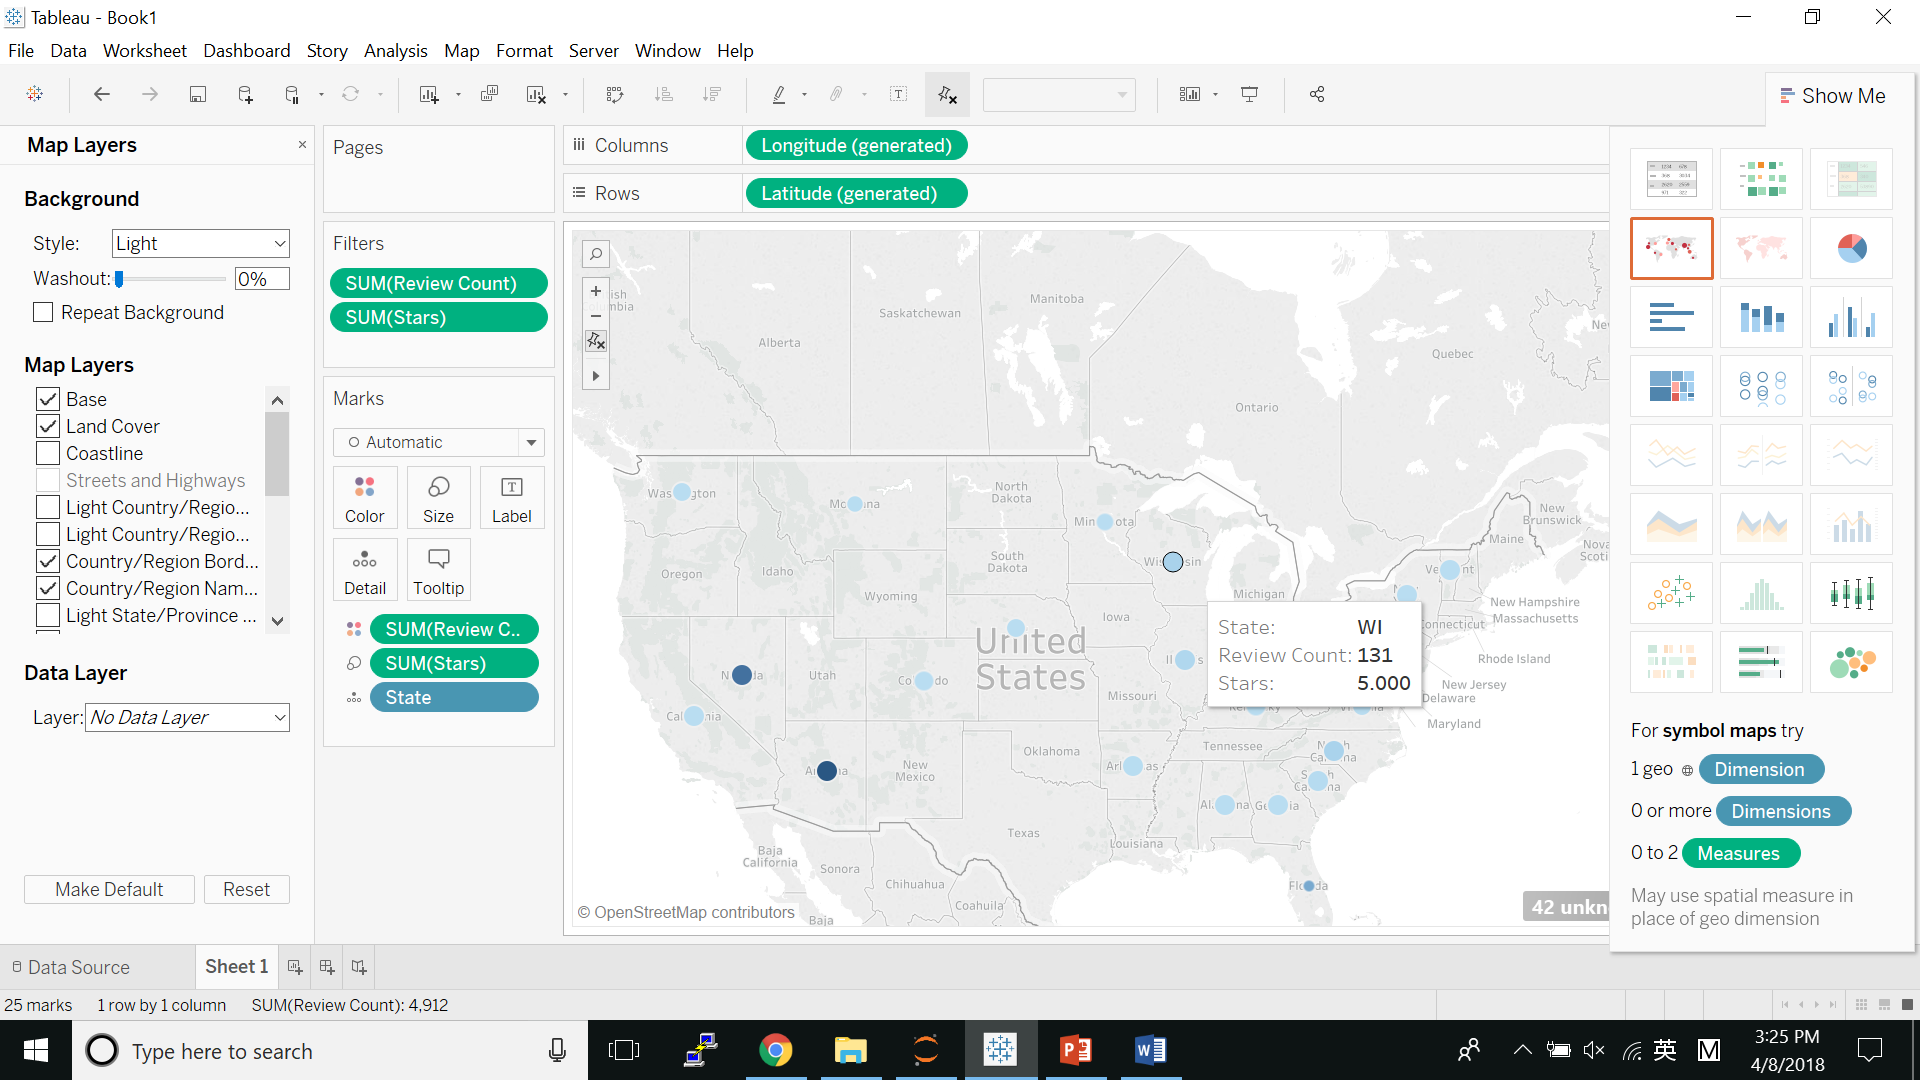 Tableau - Book1
File Data Worksheet Dashboard Story Analysis Map Format Server Window Help
Show Me
Map Layers
Background
Style: Light
Washout: 0%
Repeat Background
Map Layers
Base
Land Cover
Coastline
Streets and Highways
Light Country/Regio...
Light Country/Regio...
Country/Region Bord...
Country/Region Nam...
Light State/Province ...
Data Layer
Layer: No Data Layer
Make Default Reset
Pages
Filters
SUM(Review Count)
SUM(Stars)
Marks
Automatic
Color Size Label
Detail Tooltip
SUM(Review C..
SUM(Stars)
State
Columns Longitude (generated)
Rows Latitude (generated)
Manitoba
Saskatchewan
Alberta
Quebec
Ontario
North
Dakota
South
Dakota
Oregon
Idaho
Wyoming
Iowa
Michigan
Maine
New
Brunswick
New Hampshire
Massachusetts
Connecticut
Rhode Island
New Jersey
Delaware
Maryland
United
States
Utah
Missouri
Oklahoma
Tennessee
New
Mexico
Texas
Louisiana
Baja
California
Sonora
Chihuahua
Coahuila
Baja
State: WI
Review Count: 131
Stars: 5.000
© OpenStreetMap contributors
42 unkn
For symbol maps try
1 geo Dimension
0 or more Dimensions
0 to 2 Measures
May use spatial measure in
place of geo dimension
Data Source Sheet 1
25 marks 1 row by 1 column SUM(Review Count): 4,912
Type here to search
英 M
3:25 PM
4/8/2018